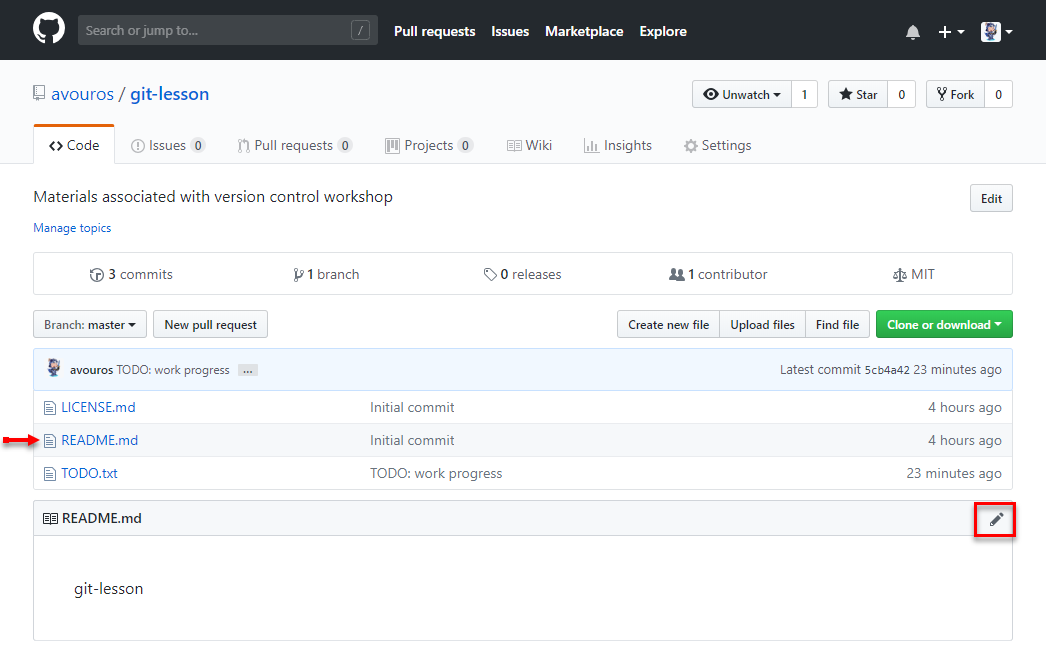 Search or jump to... / Pull requests Issues Marketplace Explore
avouros / git-lesson Unwatch 1 Star 0 Fork 0
Code Issues 0 Pull requests 0 Projects 0 Wiki Insights Settings
Materials associated with version control workshop Edit
Manage topics
3 commits 1 branch 0 releases 1 contributor MIT
Branch: master New pull request Create new file Upload files Find file Clone or download
avouros TODO: work progress ... Latest commit 5cb4a42 23 minutes ago
LICENSE.md Initial commit 4 hours ago
README.md Initial commit 4 hours ago
TODO.txt TODO: work progress 23 minutes ago
README.md
git-lesson